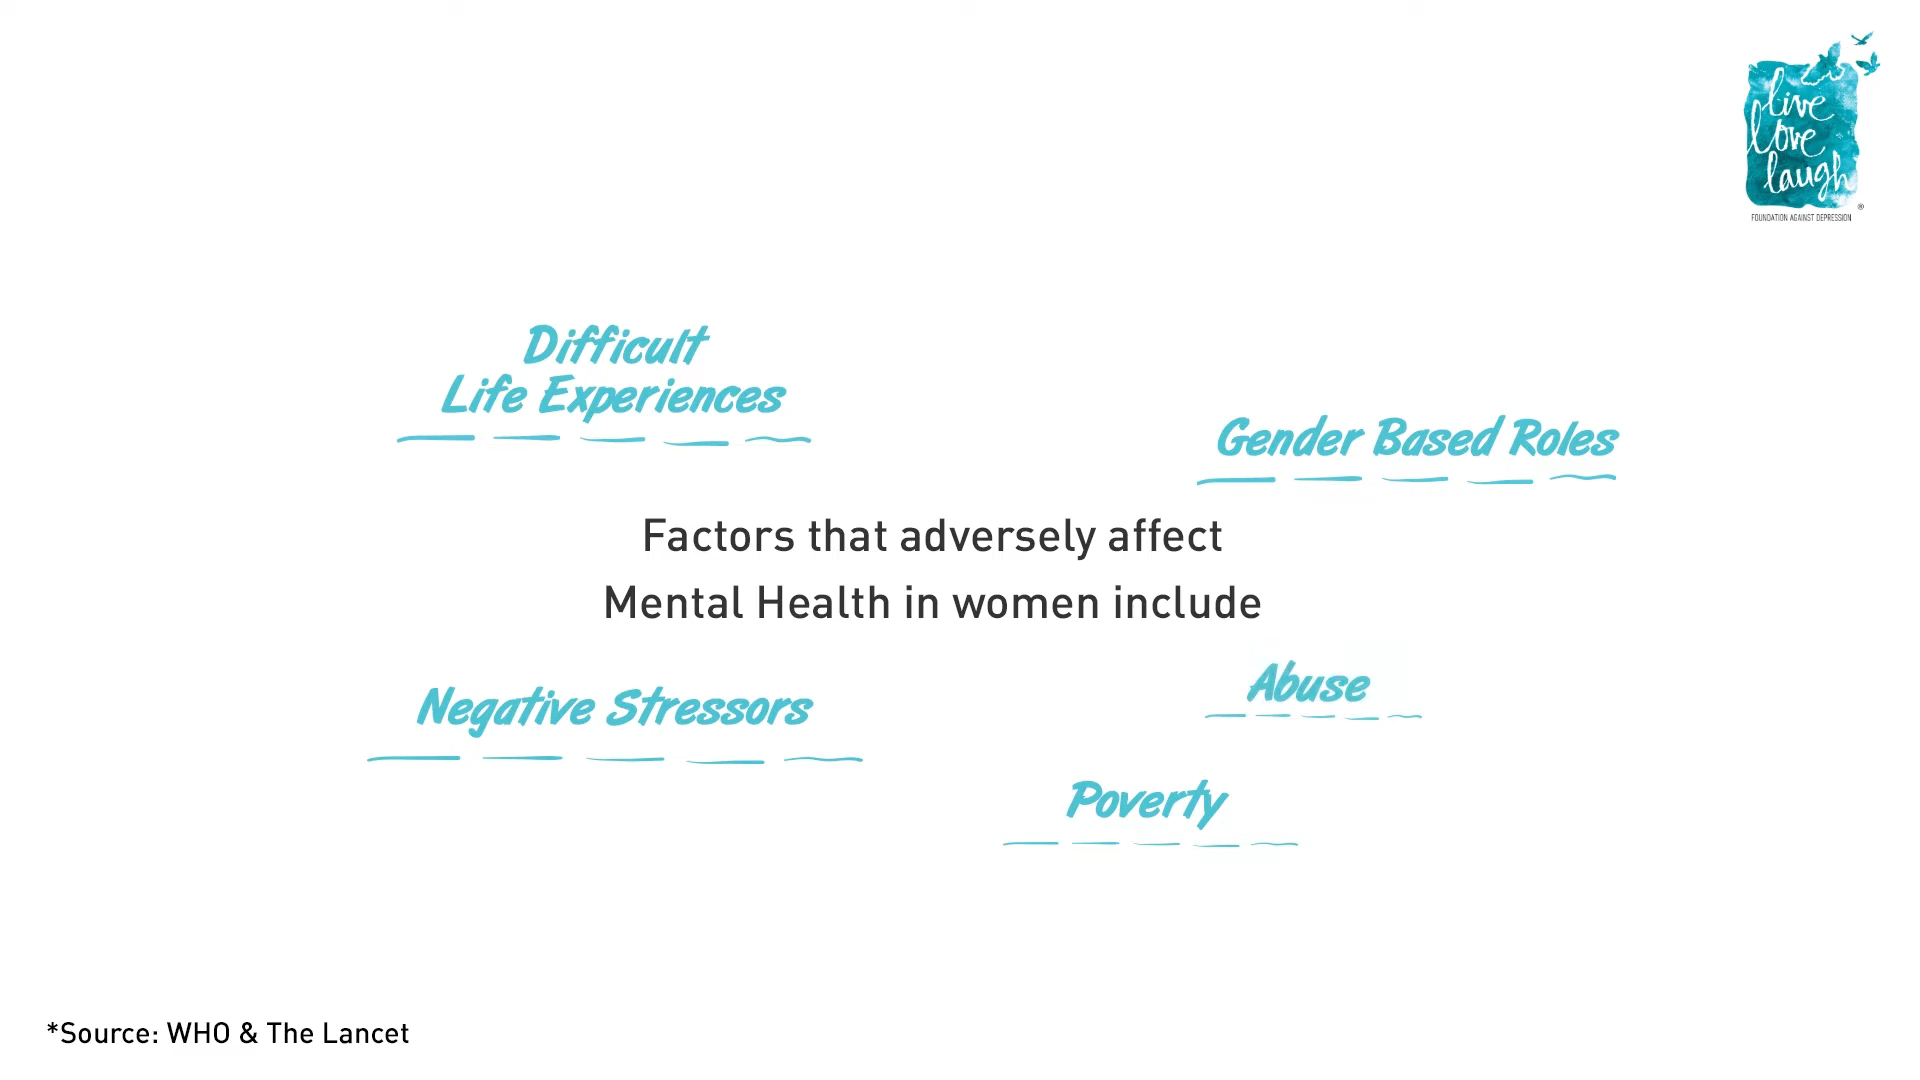 live
love
laugh
®
FOUNDATION AGAINST DEPRESSION
Difficult
Life Experiences
Gender Based Roles
Factors that adversely affect
Mental Health in women include
Negative Stressors
Abuse
Poverty
*Source: WHO & The Lancet